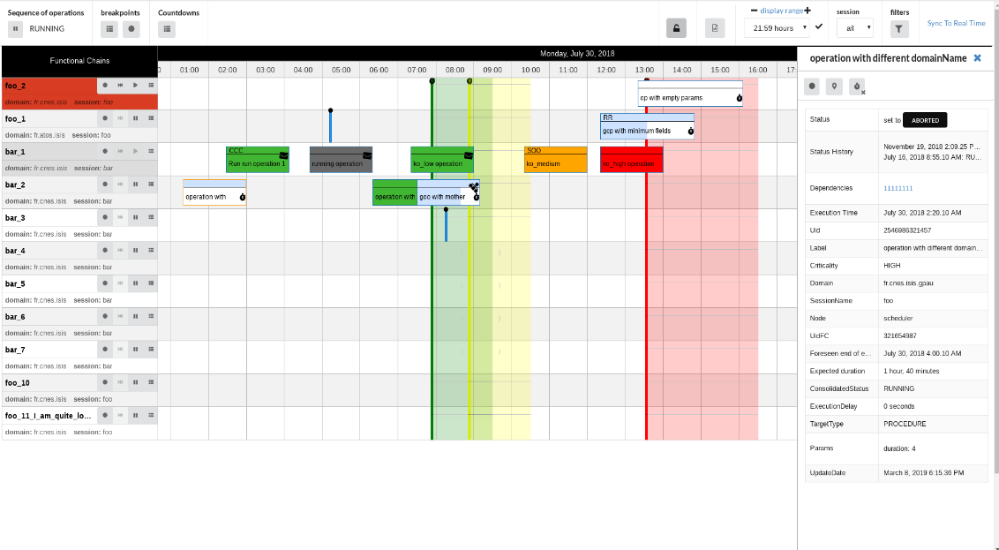 Sequence of operations
RUNNING
breakpoints
Countdowns
display range
21:59 hours
session
all
filters
Sync To Real Time
Functional Chains
Monday, July 30, 2018
0 01:00 02:00 03:00 04:00 05:00 06:00 07:00 08:00 09:00 10:00 11:00 12:00 13:00 14:00 15:00 16:00 17:0
foo_2
domain: fr.cnes.isis session: foo
op with empty params
foo_1
domain: fr.atos.isis session: foo
RR
gcp with minimum fields
bar_1
domain: fr.cnes.isis session: bar
CCC
Run run operation 1
running operation
ko_low operation
SOO
ko_medium
ko_high operation
bar_2
domain: fr.cnes.isis session: bar
operation with
operation with
goo with mother
bar_3
domain: fr.cnes.isis session: bar
bar_4
domain: fr.cnes.isis session: bar
bar_5
domain: fr.cnes.isis session: bar
bar_6
domain: fr.cnes.isis session: bar
bar_7
domain: fr.cnes.isis session: bar
foo_10
domain: fr.cnes.isis session: foo
foo_11_I_am_quite_lo...
domain: fr.cnes.isis session: foo
operation with different domainName
Status set to ABORTED
Status History November 19, 2018 2:09.25 P...
July 16, 2018 8:55.10 AM: RU...
Dependencies 11111111
Execution Time July 30, 2018 2:20.10 AM
Uid 2546986321457
Label operation with different domain...
Criticality HIGH
Domain fr.cnes.isis.gpau
SessionName foo
Node scheduler
UidFC 321654987
Foreseen end of e... July 30, 2018 4:00.10 AM
Expected duration 1 hour, 40 minutes
ConsolidatedStatus RUNNING
ExecutionDelay 0 seconds
TargetType PROCEDURE
Params duration: 4
UpdateDate March 8, 2019 6:15.36 PM